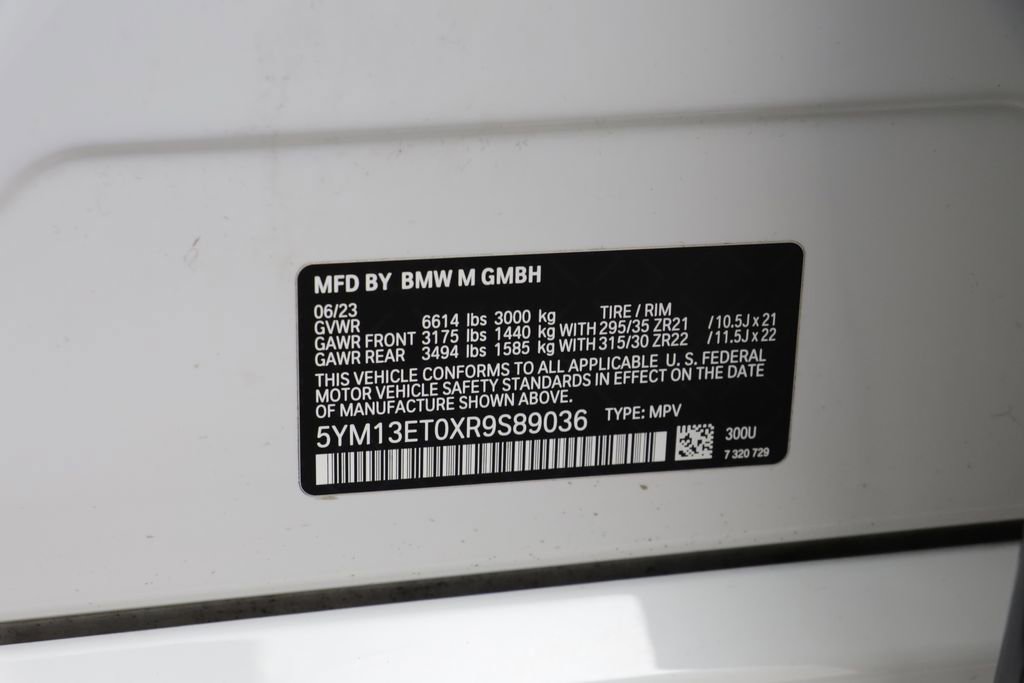 MFD BY BMW M GMBH
06/23 TIRE / RIM
GVWR 6614 lbs 3000 kg
GAWR FRONT 3175 lbs 1440 kg WITH 295/35 ZR21 /10.5J x 21
GAWR REAR 3494 lbs 1585 kg WITH 315/30 ZR22 /11.5J x 22
THIS VEHICLE CONFORMS TO ALL APPLICABLE U. S. FEDERAL
MOTOR VEHICLE SAFETY STANDARDS IN EFFECT ON THE DATE
OF MANUFACTURE SHOWN ABOVE.
5YM13ET0XR9S89036 TYPE: MPV
300U
7 320 729